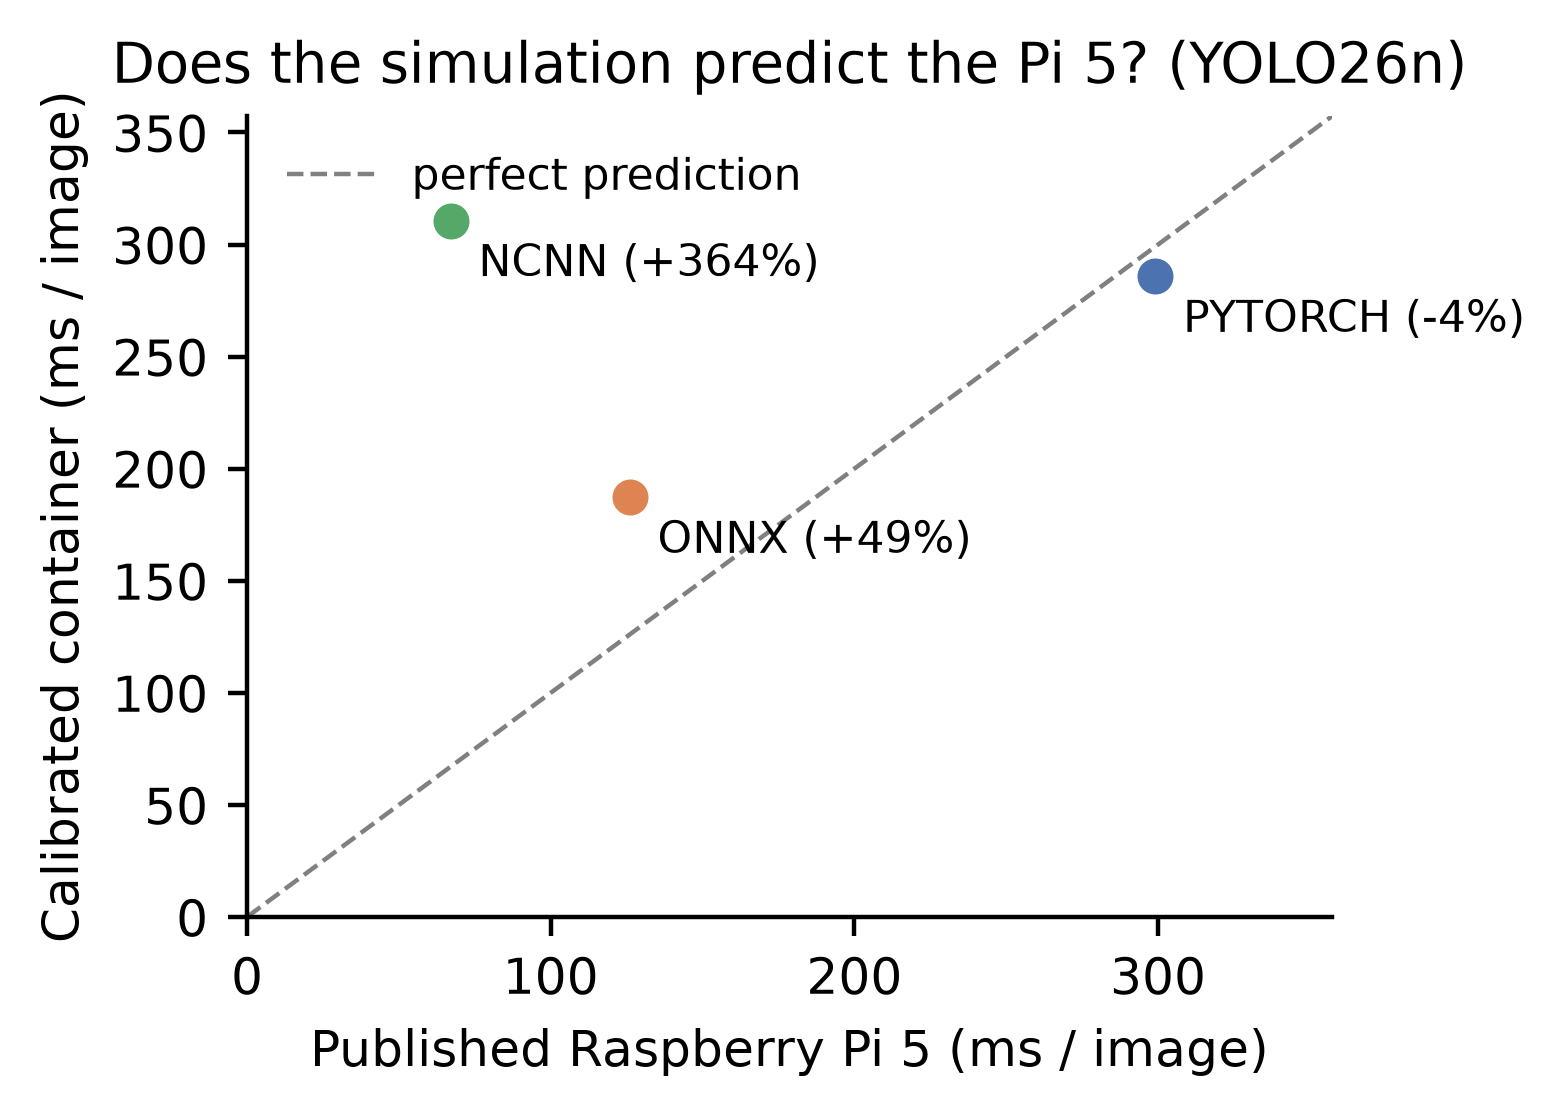 Does the simulation predict the Pi 5? (YOLO26n)
Calibrated container (ms / image)
350
300
250
200
150
100
50
0
perfect prediction
NCNN (+364%)
PYTORCH (-4%)
ONNX (+49%)
0
100
200
300
Published Raspberry Pi 5 (ms / image)